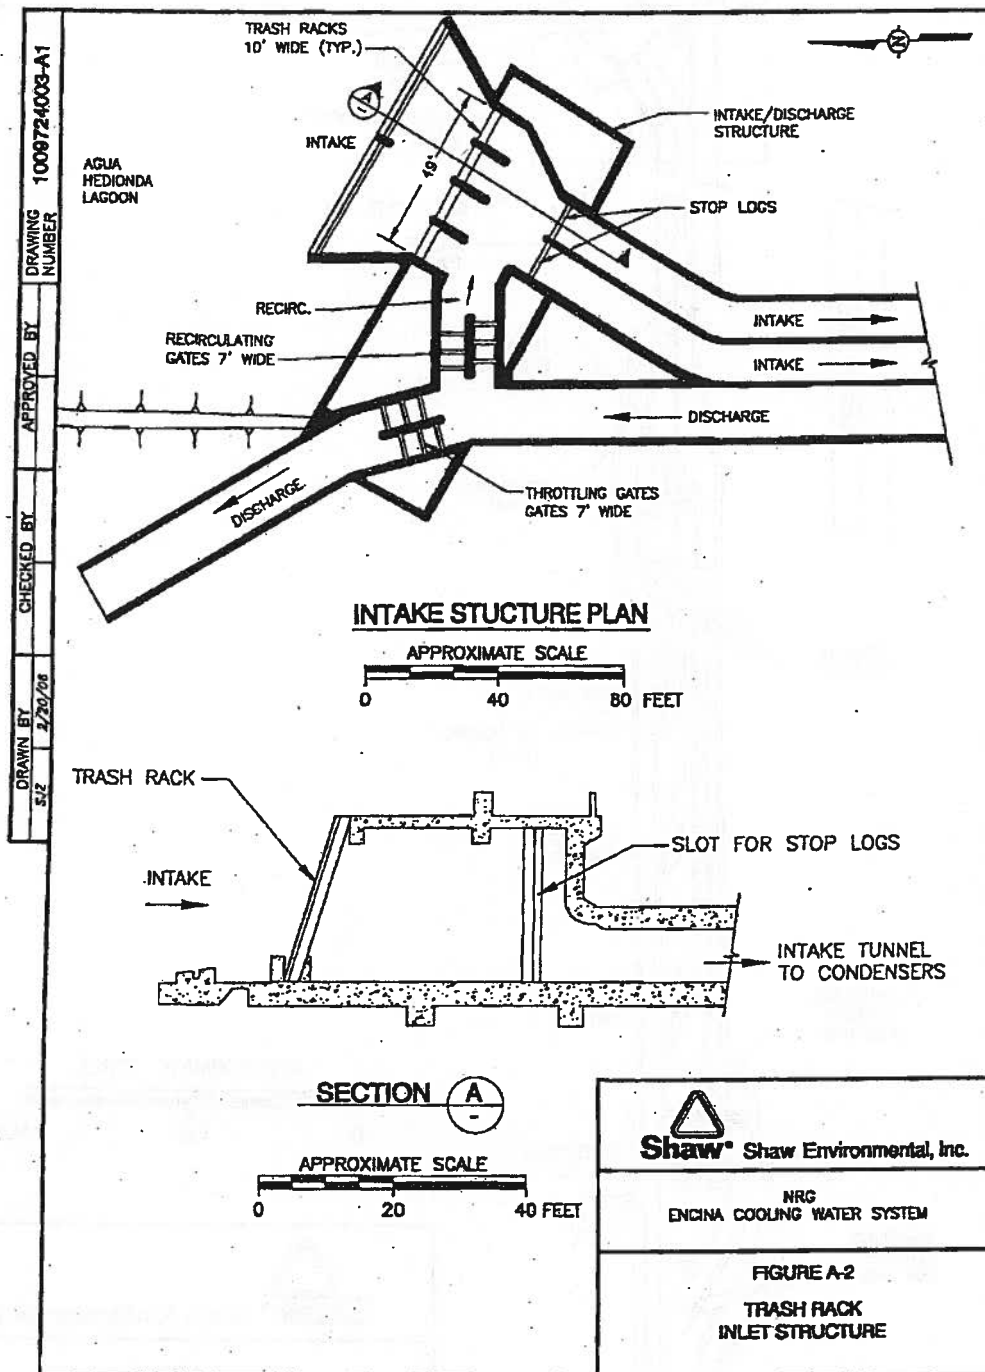 DRAWING NUMBER
1009724003-A1
APPROVED BY
CHECKED BY
DRAWN BY
SJZ
2/20/08
TRASH RACKS
10' WIDE (TYP.)
N
A
-
INTAKE
49'
AGUA
HEDIONDA
LAGOON
INTAKE/DISCHARGE
STRUCTURE
STOP LOGS
RECIRC.
RECIRCULATING
GATES 7' WIDE
INTAKE
INTAKE
DISCHARGE
DISCHARGE
THROTTLING GATES
GATES 7' WIDE
INTAKE STUCTURE PLAN
APPROXIMATE SCALE
0 40 80 FEET
TRASH RACK
SLOT FOR STOP LOGS
INTAKE
INTAKE TUNNEL
TO CONDENSERS
SECTION A
-
APPROXIMATE SCALE
0 20 40 FEET
Shaw® Shaw Environmental, Inc.
NRG
ENCINA COOLING WATER SYSTEM
FIGURE A-2
TRASH RACK
INLET STRUCTURE